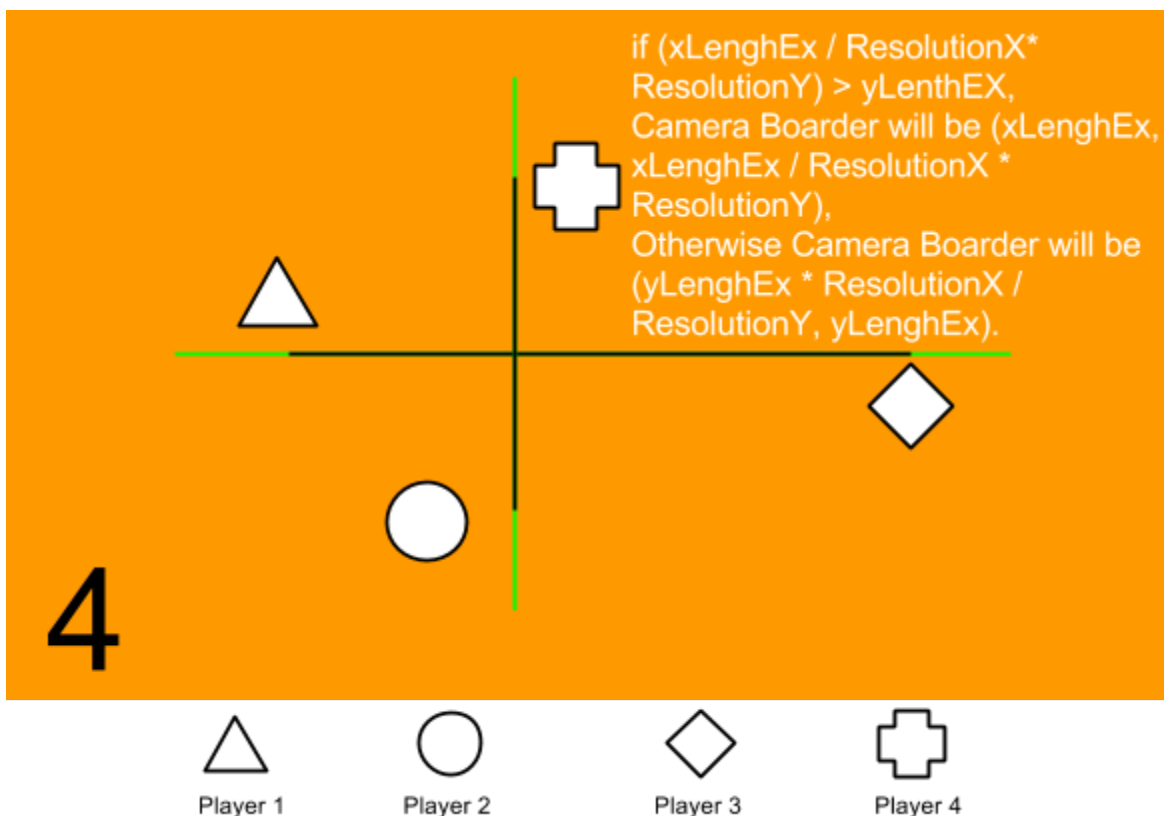 if (xLenghEx / ResolutionX*
ResolutionY) > yLenthEX,
Camera Boarder will be (xLenghEx,
xLenghEx / ResolutionX *
ResolutionY),
Otherwise Camera Boarder will be
(yLenghEx * ResolutionX /
ResolutionY, yLenghEx).
4
Player 1 Player 2 Player 3 Player 4